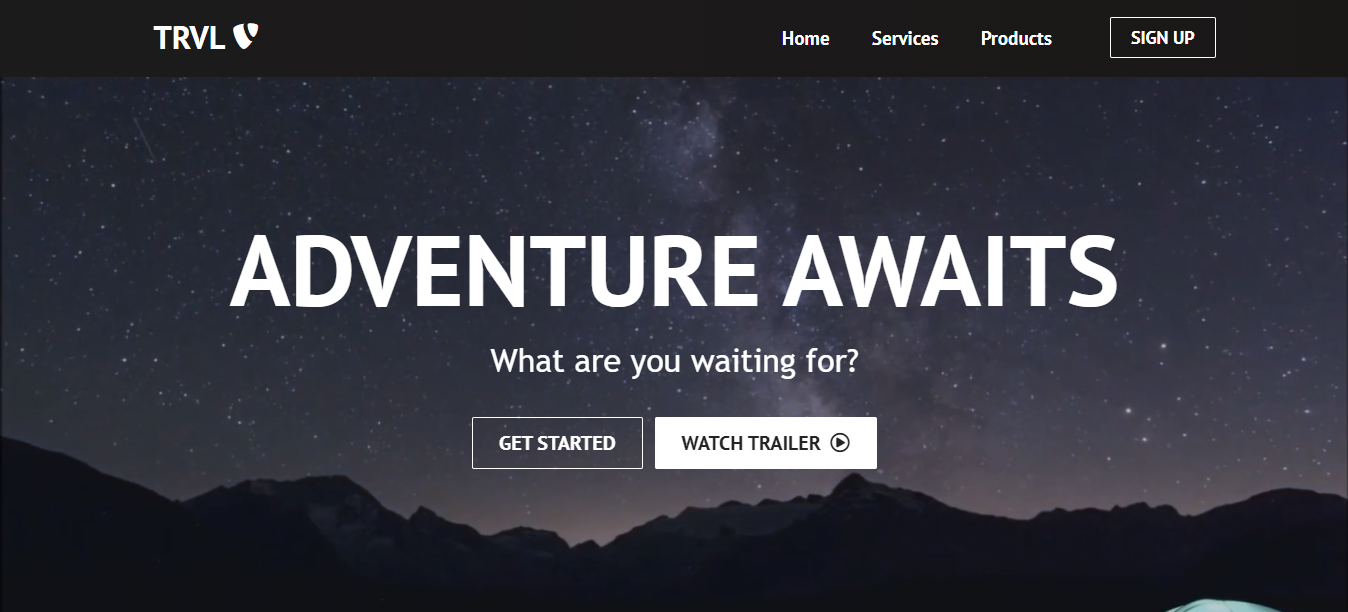 TRVL
Home Services Products SIGN UP
ADVENTURE AWAITS
What are you waiting for?
GET STARTED WATCH TRAILER